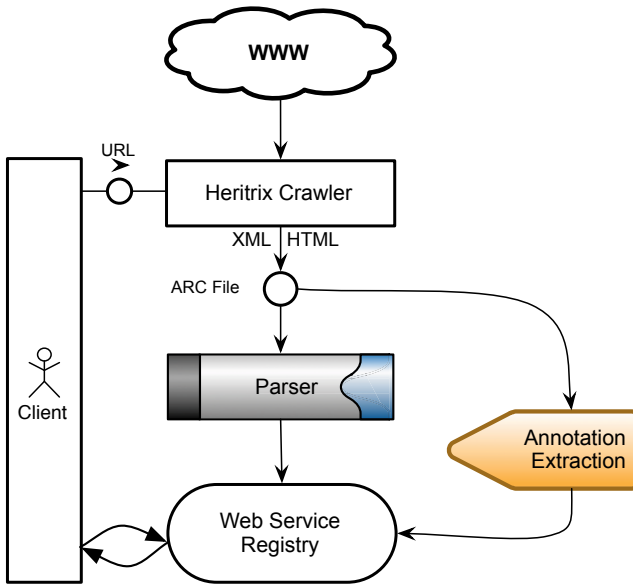 WWW
URL
Heritrix Crawler
XML HTML
ARC File
Parser
Client
Annotation
Extraction
Web Service
Registry